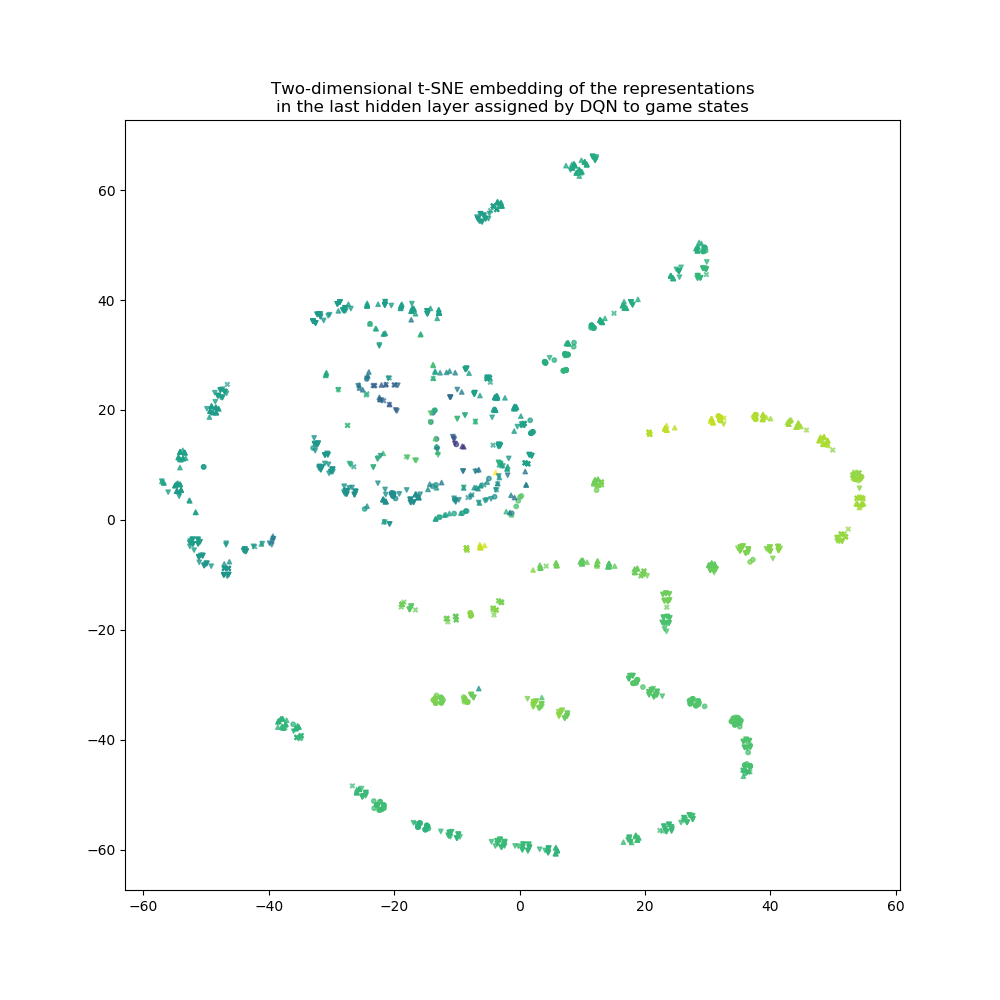 Two-dimensional t-SNE embedding of the representations
in the last hidden layer assigned by DQN to game states
60
40
20
0
−20
−40
−60
−60 −40 −20 0 20 40 60